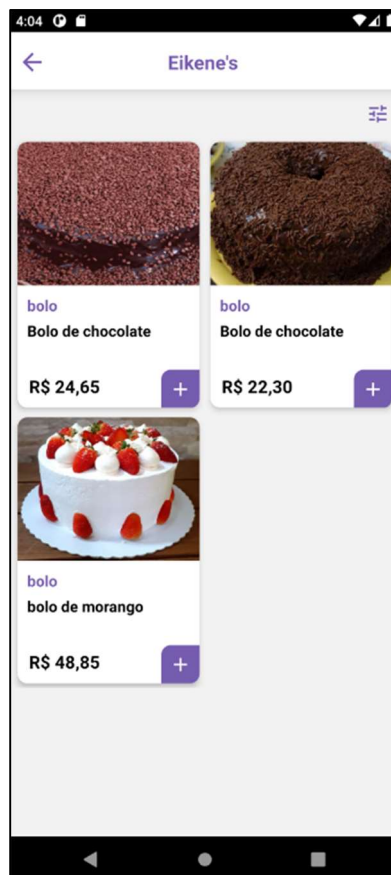 4:04
Eikene's
bolo
Bolo de chocolate
R$ 24,65
+
bolo
Bolo de chocolate
R$ 22,30
+
bolo
bolo de morango
R$ 48,85
+